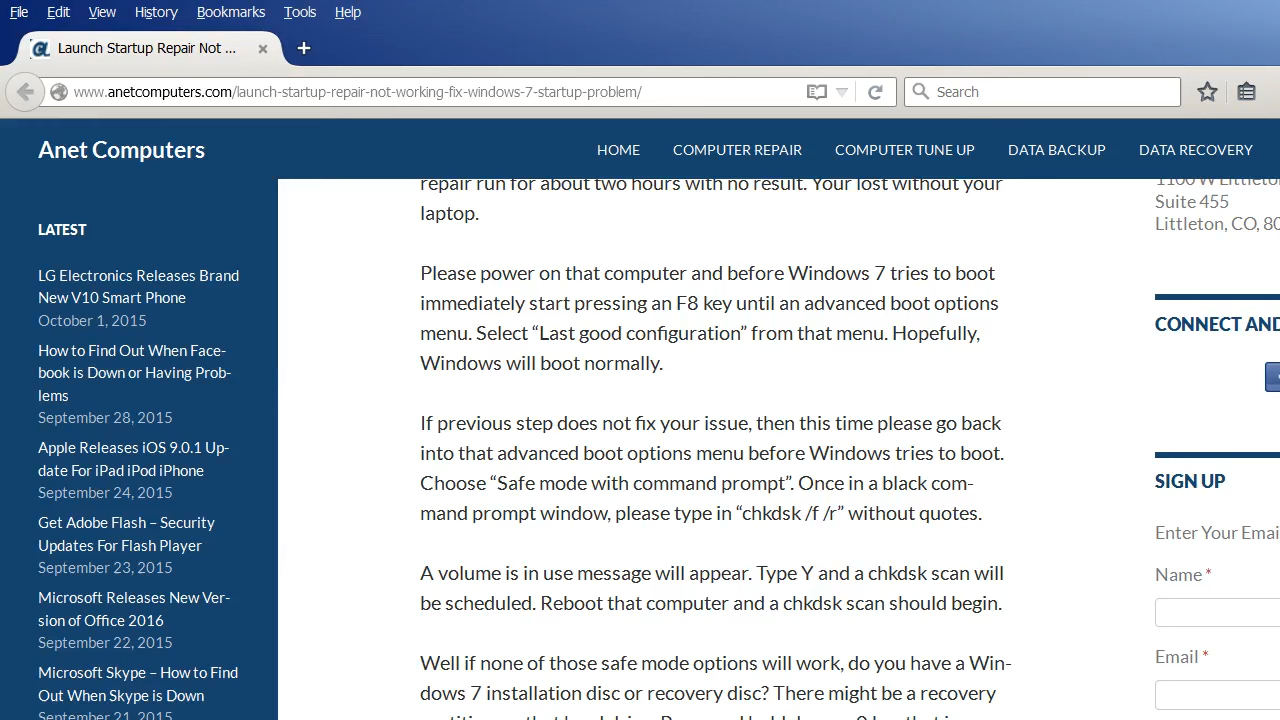 File Edit View History Bookmarks Tools Help
Launch Startup Repair Not ...
www.anetcomputers.com/launch-startup-repair-not-working-fix-windows-7-startup-problem/
Search
Anet Computers
HOME COMPUTER REPAIR COMPUTER TUNE UP DATA BACKUP DATA RECOVERY
LATEST
LG Electronics Releases Brand
New V10 Smart Phone
October 1, 2015
How to Find Out When Face-
book is Down or Having Prob-
lems
September 28, 2015
Apple Releases iOS 9.0.1 Up-
date For iPad iPod iPhone
September 24, 2015
Get Adobe Flash – Security
Updates For Flash Player
September 23, 2015
Microsoft Releases New Ver-
sion of Office 2016
September 22, 2015
Microsoft Skype – How to Find
Out When Skype is Down
September 21, 2015
repair run for about two hours with no result. Your lost without your
laptop.
Please power on that computer and before Windows 7 tries to boot
immediately start pressing an F8 key until an advanced boot options
menu. Select “Last good configuration” from that menu. Hopefully,
Windows will boot normally.
If previous step does not fix your issue, then this time please go back
into that advanced boot options menu before Windows tries to boot.
Choose “Safe mode with command prompt”. Once in a black com-
mand prompt window, please type in “chkdsk /f /r” without quotes.
A volume is in use message will appear. Type Y and a chkdsk scan will
be scheduled. Reboot that computer and a chkdsk scan should begin.
Well if none of those safe mode options will work, do you have a Win-
dows 7 installation disc or recovery disc? There might be a recovery
1100 W Littleto
Suite 455
Littleton, CO, 80
CONNECT AND
SIGN UP
Enter Your Emai
Name *
Email *